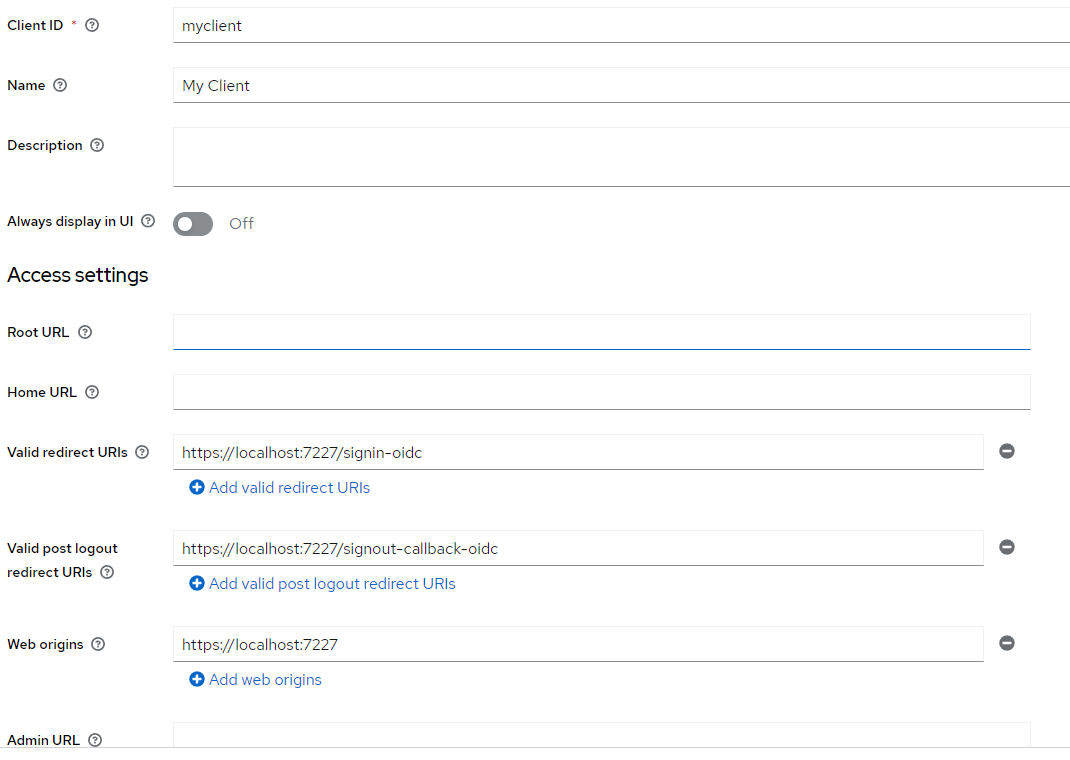 Client ID * myclient
Name My Client
Description
Always display in UI Off
Access settings
Root URL
Home URL
Valid redirect URIs https://localhost:7227/signin-oidc
Add valid redirect URIs
Valid post logout
redirect URIs
https://localhost:7227/signout-callback-oidc
Add valid post logout redirect URIs
Web origins https://localhost:7227
Add web origins
Admin URL